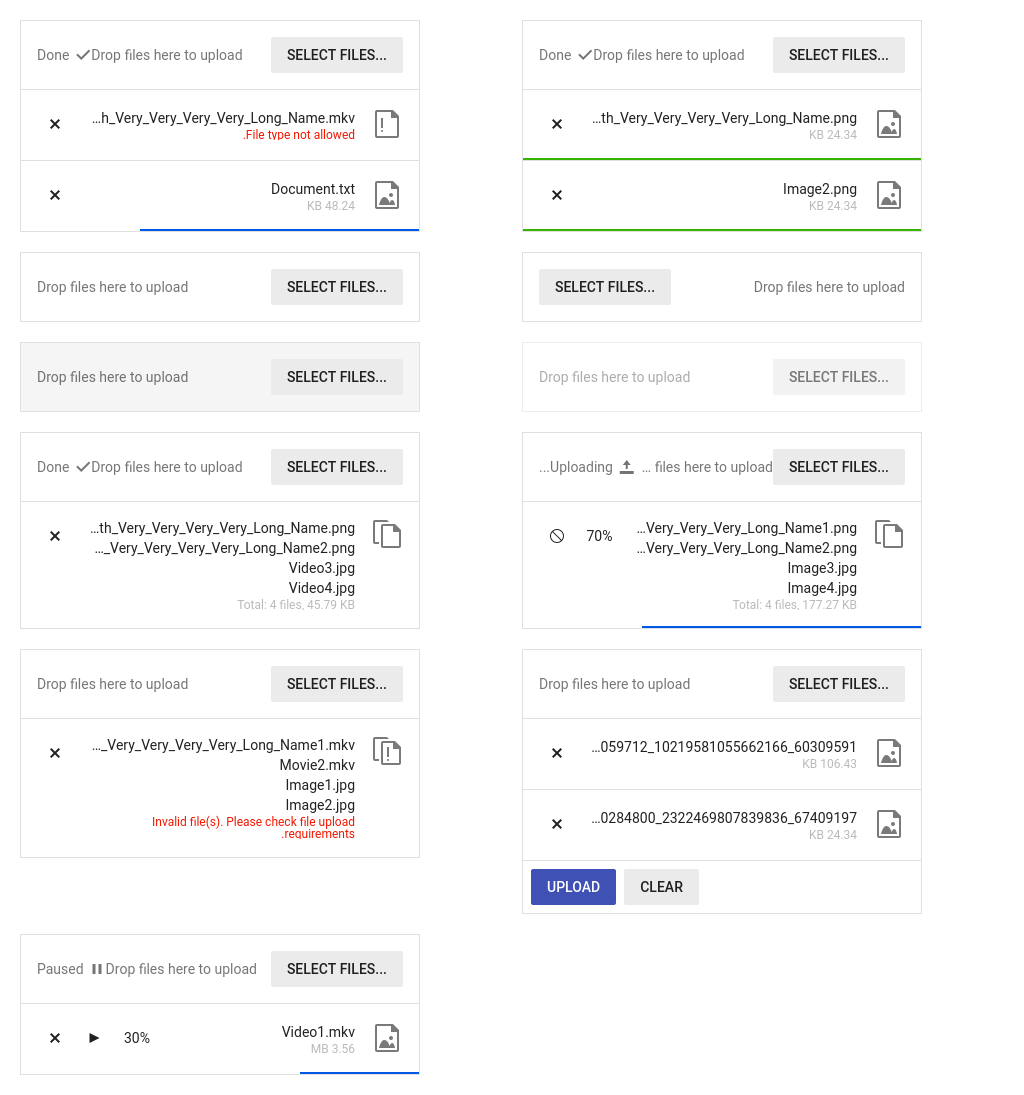 Done Drop files here to upload SELECT FILES...
…h_Very_Very_Very_Very_Long_Name.mkv
.File type not allowed
Document.txt
KB 48.24
Done Drop files here to upload SELECT FILES...
…th_Very_Very_Very_Very_Long_Name.png
KB 24.34
Image2.png
KB 24.34
Drop files here to upload SELECT FILES...
SELECT FILES... Drop files here to upload
Drop files here to upload SELECT FILES...
Drop files here to upload SELECT FILES...
Done Drop files here to upload SELECT FILES...
…th_Very_Very_Very_Very_Long_Name.png
…_Very_Very_Very_Very_Long_Name2.png
Video3.jpg
Video4.jpg
Total: 4 files, 45.79 KB
...Uploading … files here to upload SELECT FILES...
70% …Very_Very_Very_Long_Name1.png
…Very_Very_Very_Long_Name2.png
Image3.jpg
Image4.jpg
Total: 4 files, 177.27 KB
Drop files here to upload SELECT FILES...
…_Very_Very_Very_Very_Long_Name1.mkv
Movie2.mkv
Image1.jpg
Image2.jpg
Invalid file(s). Please check file upload
.requirements
Drop files here to upload SELECT FILES...
…059712_10219581055662166_60309591
KB 106.43
…0284800_2322469807839836_67409197
KB 24.34
UPLOAD CLEAR
Paused Drop files here to upload SELECT FILES...
30% Video1.mkv
MB 3.56